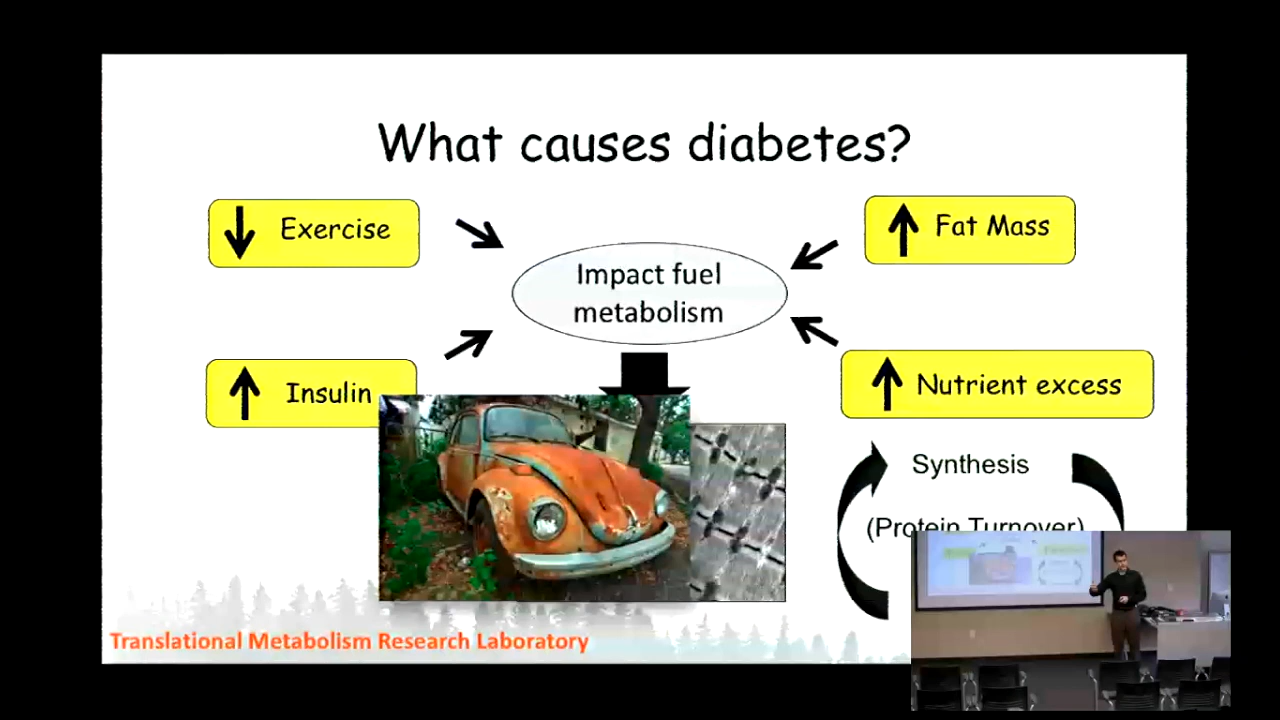 What causes diabetes?
Exercise
Fat Mass
Impact fuel
metabolism
Insulin
Nutrient excess
Synthesis
(Protein Turnover)
Translational Metabolism Research Laboratory